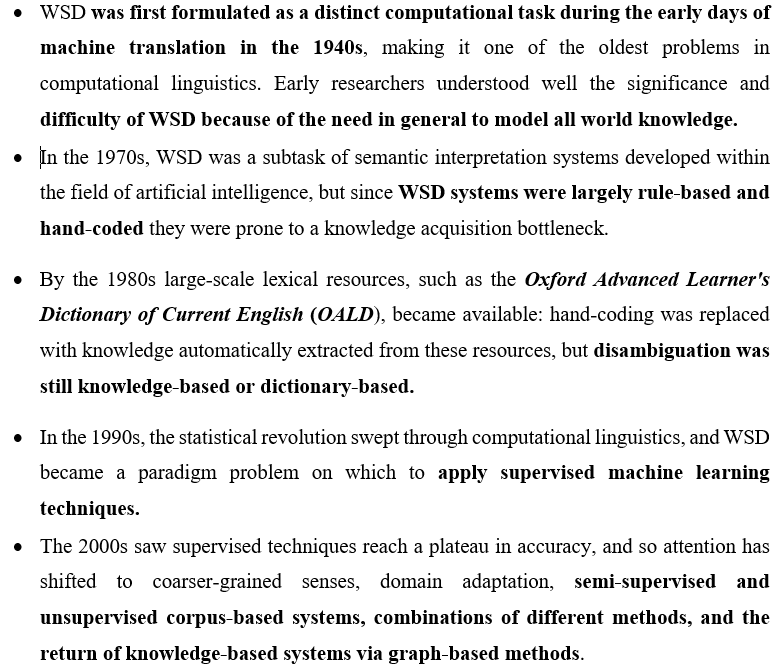 • WSD was first formulated as a distinct computational task during the early days of
machine translation in the 1940s, making it one of the oldest problems in
computational linguistics. Early researchers understood well the significance and
difficulty of WSD because of the need in general to model all world knowledge.
• In the 1970s, WSD was a subtask of semantic interpretation systems developed within
the field of artificial intelligence, but since WSD systems were largely rule-based and
hand-coded they were prone to a knowledge acquisition bottleneck.
• By the 1980s large-scale lexical resources, such as the Oxford Advanced Learner's
Dictionary of Current English (OALD), became available: hand-coding was replaced
with knowledge automatically extracted from these resources, but disambiguation was
still knowledge-based or dictionary-based.
• In the 1990s, the statistical revolution swept through computational linguistics, and WSD
became a paradigm problem on which to apply supervised machine learning
techniques.
• The 2000s saw supervised techniques reach a plateau in accuracy, and so attention has
shifted to coarser-grained senses, domain adaptation, semi-supervised and
unsupervised corpus-based systems, combinations of different methods, and the
return of knowledge-based systems via graph-based methods.